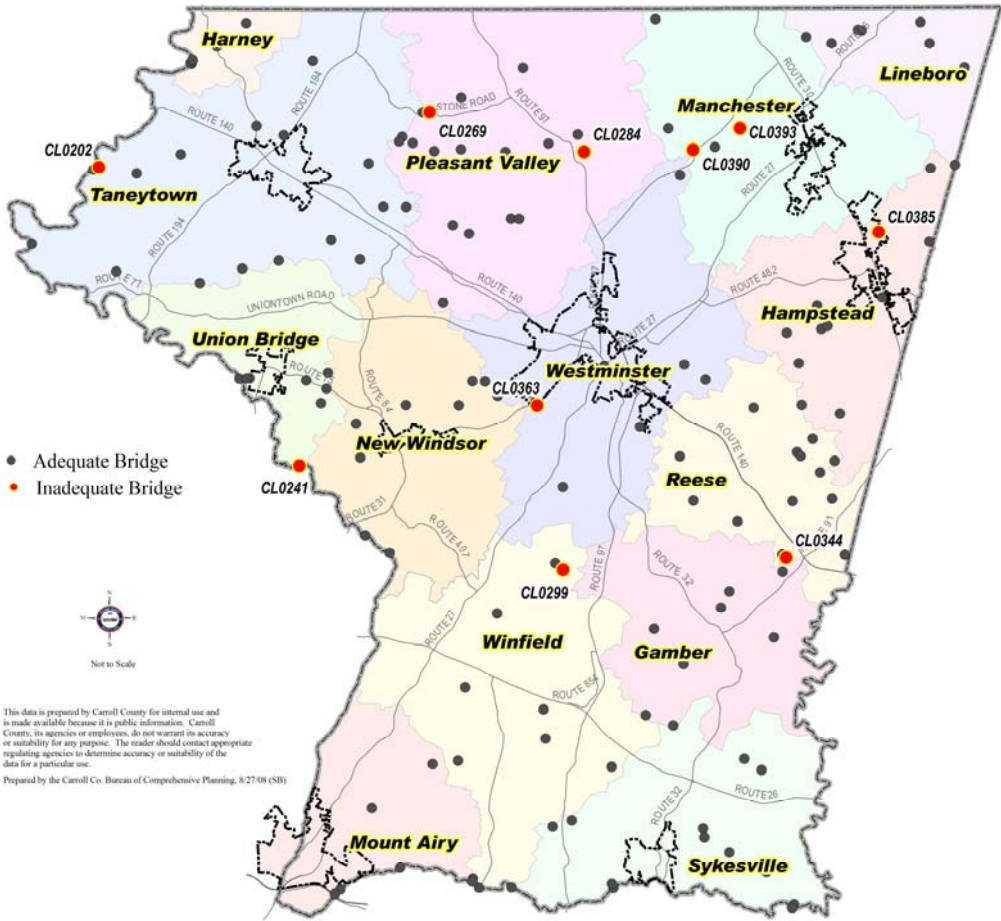 Harney
ROUTE 194
Lineboro
ROUTE 30
Manchester
ROUTE 140
STONE ROAD
ROUTE 97
CL0269
CL0284
CL0393
CL0390
CL0202
Pleasant Valley
ROUTE 27
Taneytown
ROUTE 194
CL0385
ROUTE 77
UNIONTOWN ROAD
ROUTE 140
ROUTE 482
Hampstead
Union Bridge
ROUTE 27
Westminster
ROUTE 84
CL0363
New Windsor
ROUTE 140
Adequate Bridge
Inadequate Bridge
Reese
CL0241
ROUTE 31
ROUTE 407
ROUTE 91
CL0344
ROUTE 97
ROUTE 32
CL0299
N
W
E
S
Not to Scale
ROUTE 27
Winfield
Gamber
ROUTE 854
This data is prepared by Carroll County for internal use and
is made available because it is public information. Carroll
County, its agencies or employees, do not warrant its accuracy
or suitability for any purpose. The reader should contact appropriate
regulating agencies to determine accuracy or suitability of the
data for a particular use.
Prepared by the Carroll Co. Bureau of Comprehensive Planning, 8/27/08 (SB)
ROUTE 32
ROUTE 26
Mount Airy
Sykesville